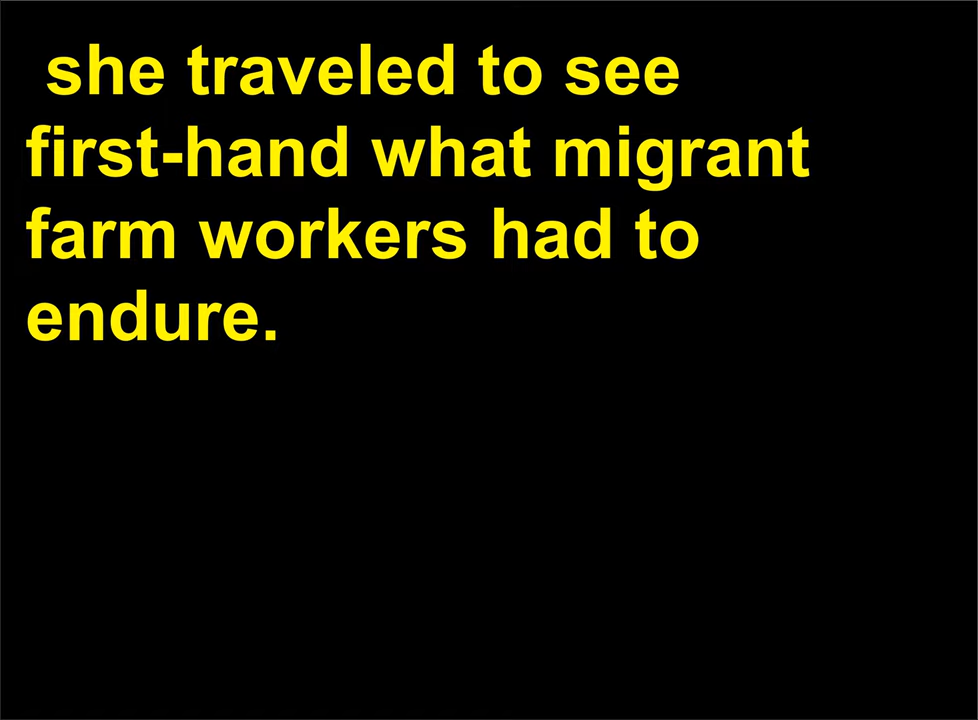 she traveled to see
first-hand what migrant
farm workers had to
endure.